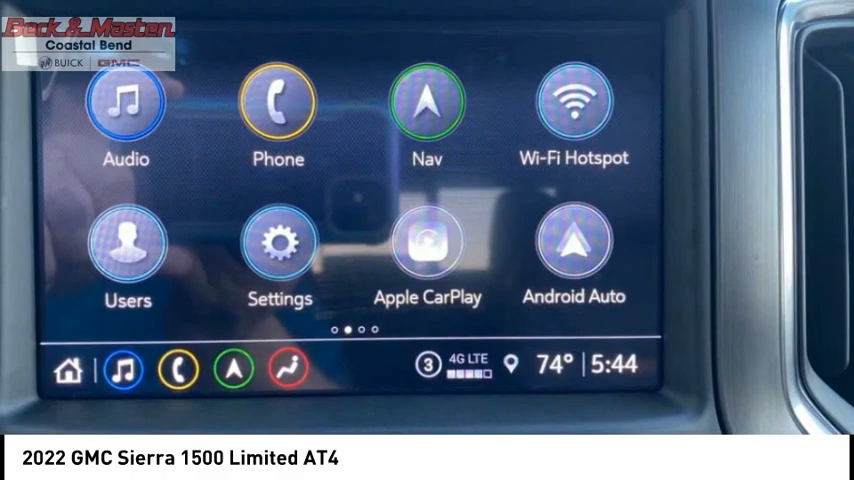 Beck & Masten
Coastal Bend
BUICK | GMC
Audio
Phone
Nav
Wi-Fi Hotspot
Users
Settings
Apple CarPlay
Android Auto
3
4G LTE
74° | 5:44
2022 GMC Sierra 1500 Limited AT4